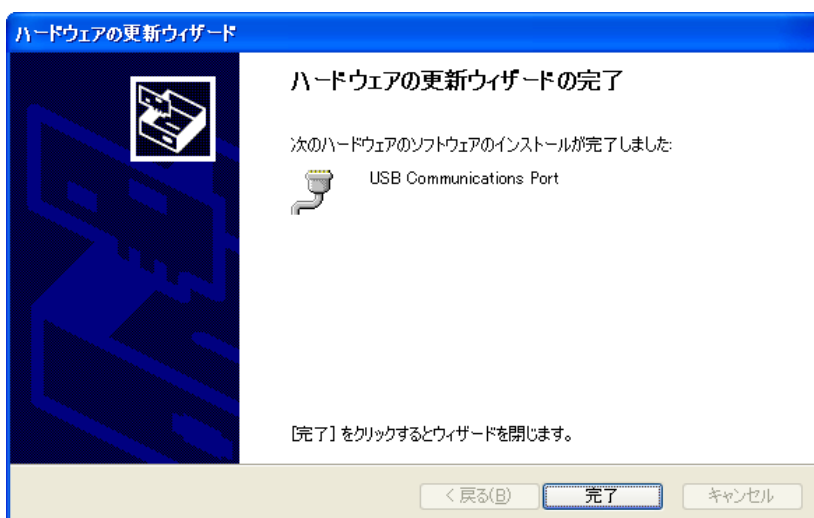 ハードウェアの更新ウィザード
ハードウェアの更新ウィザードの完了
次のハードウェアのソフトウェアのインストールが完了しました:
USB Communications Port
[完了] をクリックするとウィザードを閉じます。
< 戻る(B) 完了 キャンセル